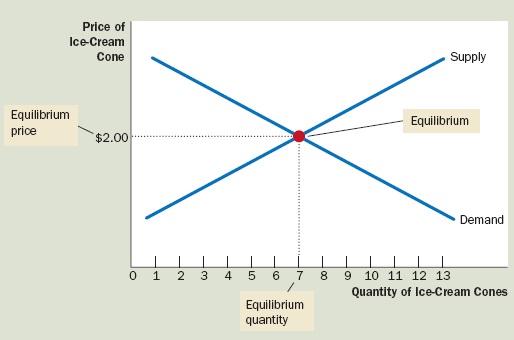 Price of
Ice-Cream
Cone
Supply
Equilibrium
price
Equilibrium
$2.00
Demand
0 1 2 3 4 5 6 7 8 9 10 11 12 13
Quantity of Ice-Cream Cones
Equilibrium
quantity